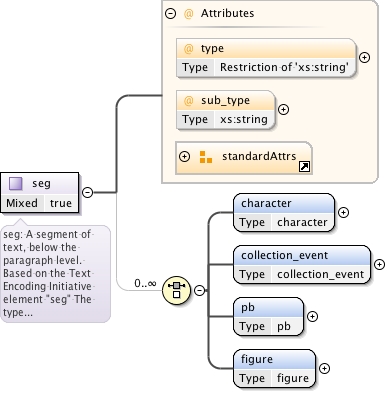 @ Attributes
@ type
Type Restriction of 'xs:string'
@ sub_type
Type xs:string
standardAttrs
seg
Mixed true
seg: A segment of
text, below the
paragraph level.
Based on the Text
Encoding Initiative
element "seg" The
type...
0..∞
character
Type character
collection_event
Type collection_event
pb
Type pb
figure
Type figure